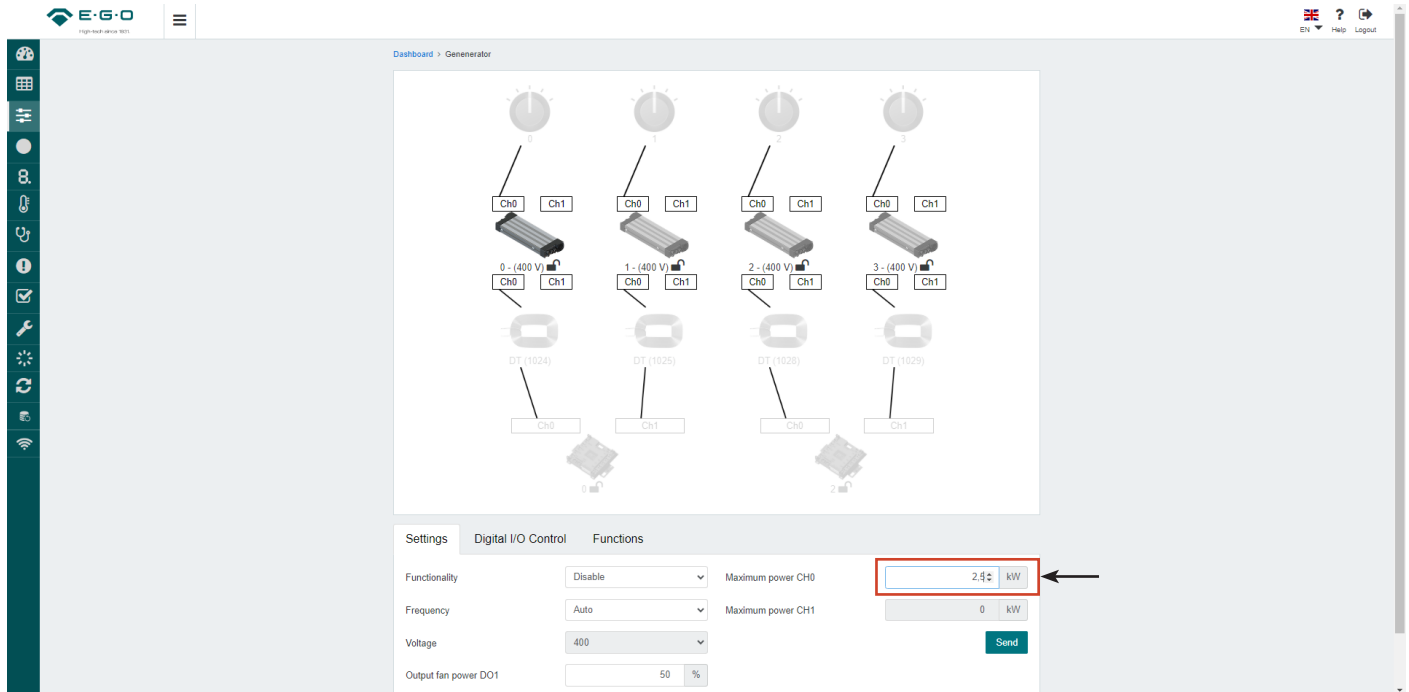 E·G·O
High-tech since 1931.
EN
Help
Logout
8.
Dashboard > Genenerator
0 1 2 3
Ch0 Ch1 Ch0 Ch1 Ch0 Ch1 Ch0 Ch1
0 - (400 V) 1 - (400 V) 2 - (400 V) 3 - (400 V)
Ch0 Ch1 Ch0 Ch1 Ch0 Ch1 Ch0 Ch1
DT (1024) DT (1025) DT (1028) DT (1029)
Ch0 Ch1 Ch0 Ch1
0 2
Settings Digital I/O Control Functions
Functionality Disable Maximum power CH0 2,5 kW
Frequency Auto Maximum power CH1 0 kW
Voltage 400 Send
Output fan power DO1 50 %